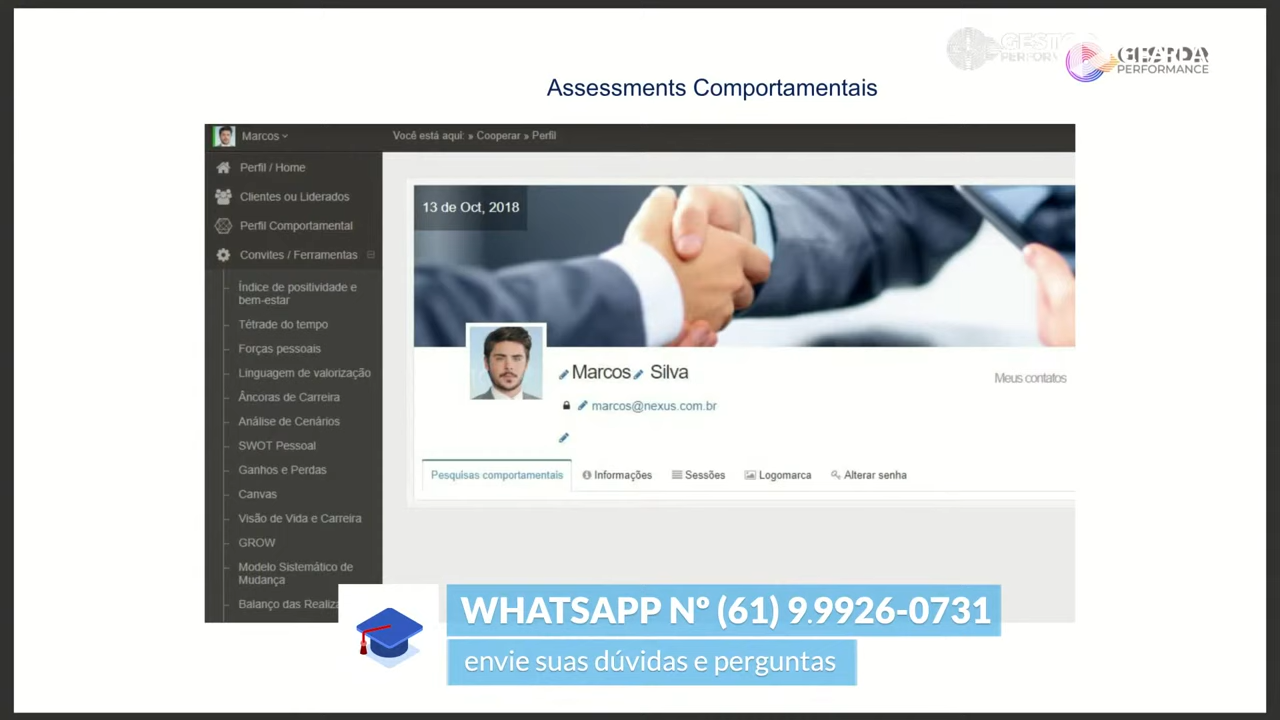 PERFORMANCE
Assessments Comportamentais
Marcos
Você está aqui: » Cooperar » Perfil
Perfil / Home
Clientes ou Liderados
Perfil Comportamental
Convites / Ferramentas
Índice de positividade e
bem-estar
Tétrade do tempo
Forças pessoais
Linguagem de valorização
Âncoras de Carreira
Análise de Cenários
SWOT Pessoal
Ganhos e Perdas
Canvas
Visão de Vida e Carreira
GROW
Modelo Sistemático de
Mudança
Balanço das
13 de Oct, 2018
Marcos Silva
Meus contatos
marcos@nexus.com.br
Pesquisas comportamentais Informações Sessões Logomarca Alterar senha
WHATSAPP Nº (61) 9.9926-0731
envie suas dúvidas e perguntas